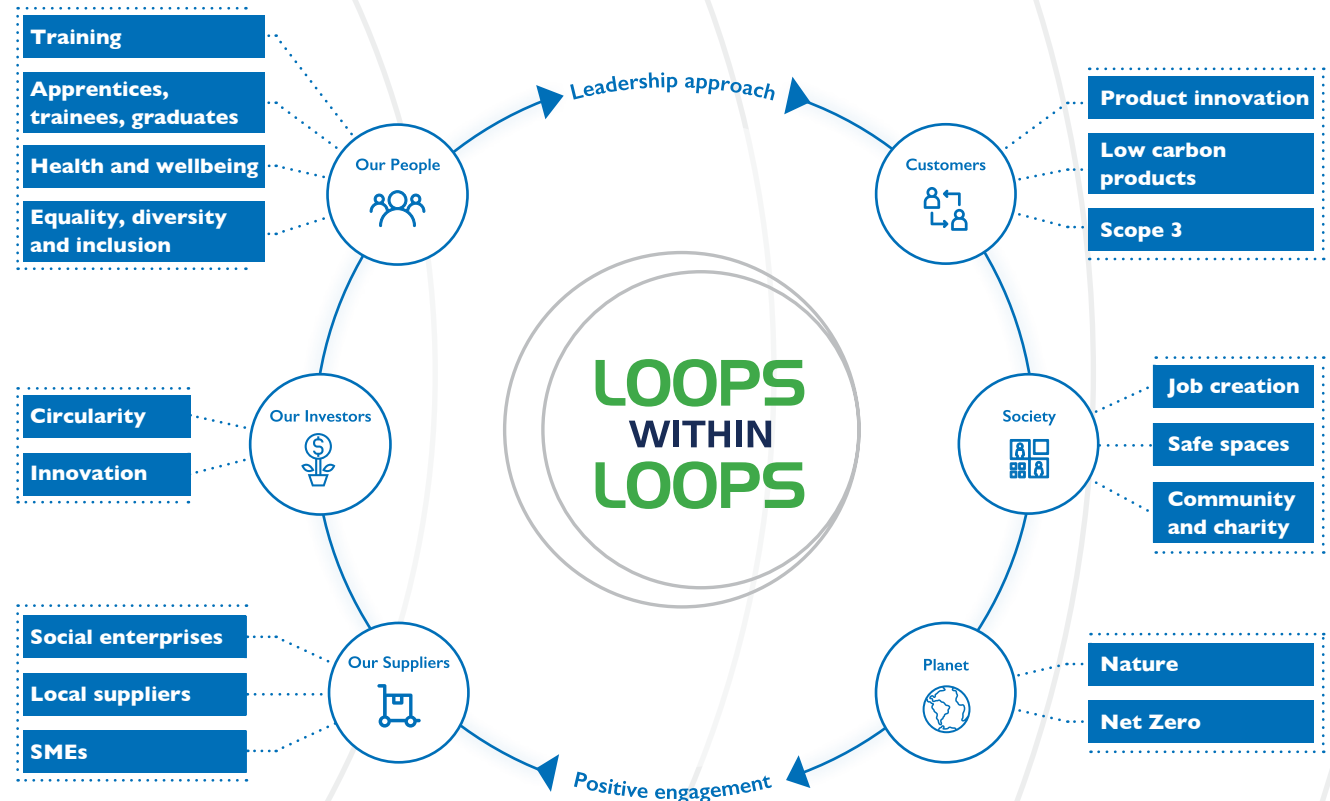 Training
Apprentices,
trainees, graduates
Health and wellbeing
Equality, diversity
and inclusion
Our People
Leadership approach
Customers
Product innovation
Low carbon
products
Scope 3
Circularity
Innovation
Our Investors
$
LOOPS
WITHIN
LOOPS
Society
Job creation
Safe spaces
Community
and charity
Social enterprises
Local suppliers
SMEs
Our Suppliers
Positive engagement
Planet
Nature
Net Zero